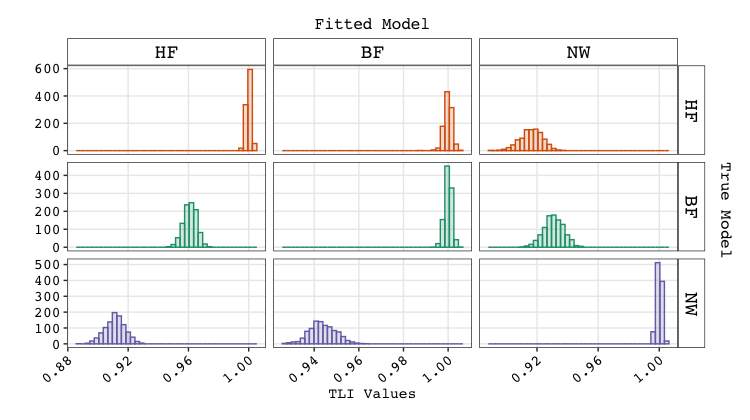 Fitted Model
HF BF NW
600
400
200
0
HF
400
300
200
100
0
BF
True Model
500
400
300
200
100
0
NW
0.88 0.92 0.96 1.00 0.94 0.96 0.98 1.00 0.92 0.96 1.00
TLI Values